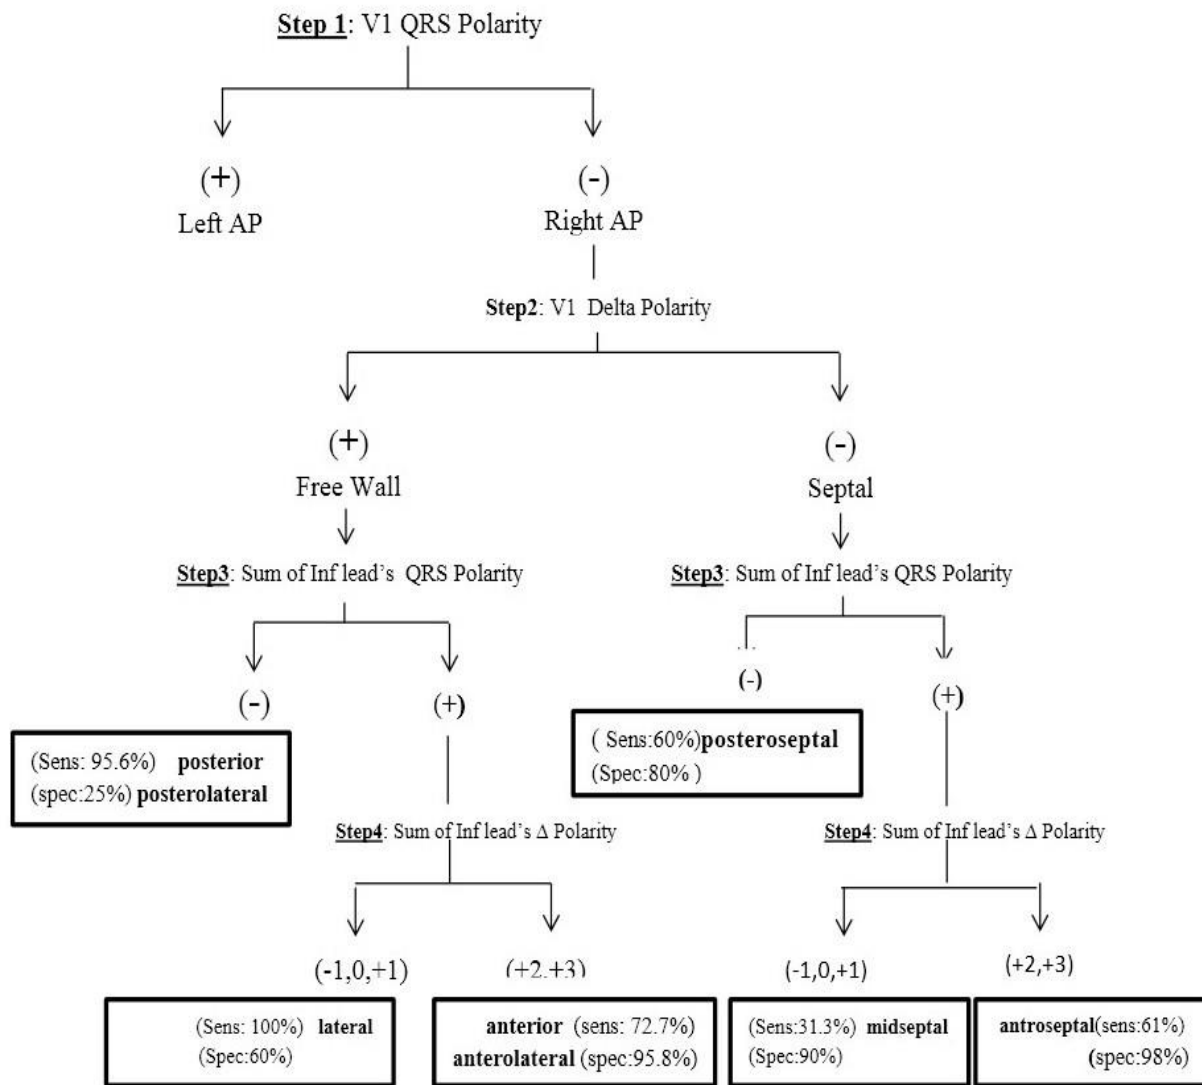 Step 1: V1 QRS Polarity
(+)
Left AP
(-)
Right AP
Step2: V1 Delta Polarity
(+)
Free Wall
(-)
Septal
Step3: Sum of Inf lead's QRS Polarity
Step3: Sum of Inf lead's QRS Polarity
(-)
(+)
(-)
(+)
(Sens: 95.6%) posterior
(spec:25%) posterolateral
( Sens:60%)posteroseptal
(Spec:80% )
Step4: Sum of Inf lead's Δ Polarity
Step4: Sum of Inf lead's Δ Polarity
(-1,0,+1)
(+2,+3)
(-1,0,+1)
(+2,+3)
(Sens: 100%) lateral
(Spec:60%)
anterior (sens: 72.7%)
anterolateral (spec:95.8%)
(Sens:31.3%) midseptal
(Spec:90%)
antroseptal(sens:61%)
(spec:98%)